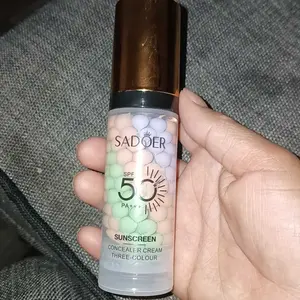 SADOER
SPF
50
PA+++
SUNSCREEN
CONCEALER CREAM
THREE-COLOUR